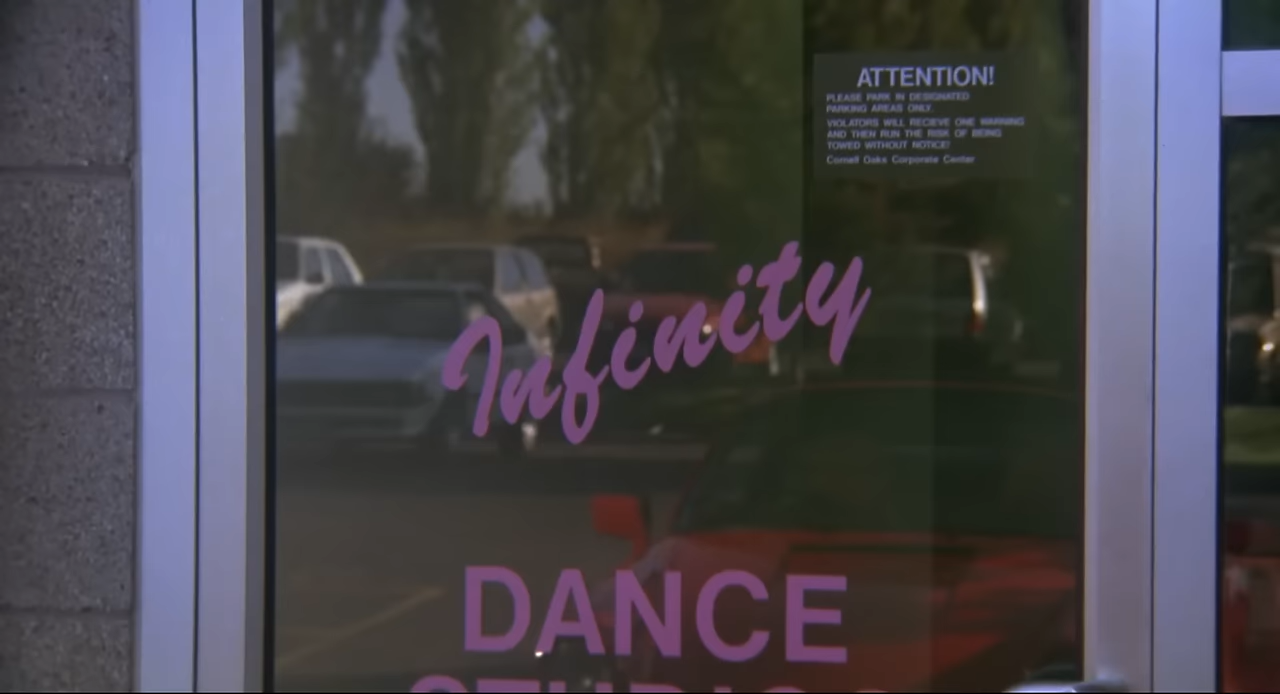 ATTENTION!
PLEASE PARK IN DESIGNATED
PARKING AREAS ONLY.
VIOLATORS WILL RECIEVE ONE WARNING
AND THEN RUN THE RISK OF BEING
TOWED WITHOUT NOTICE!
Cornell Oaks Corporate Center
Infinity
DANCE